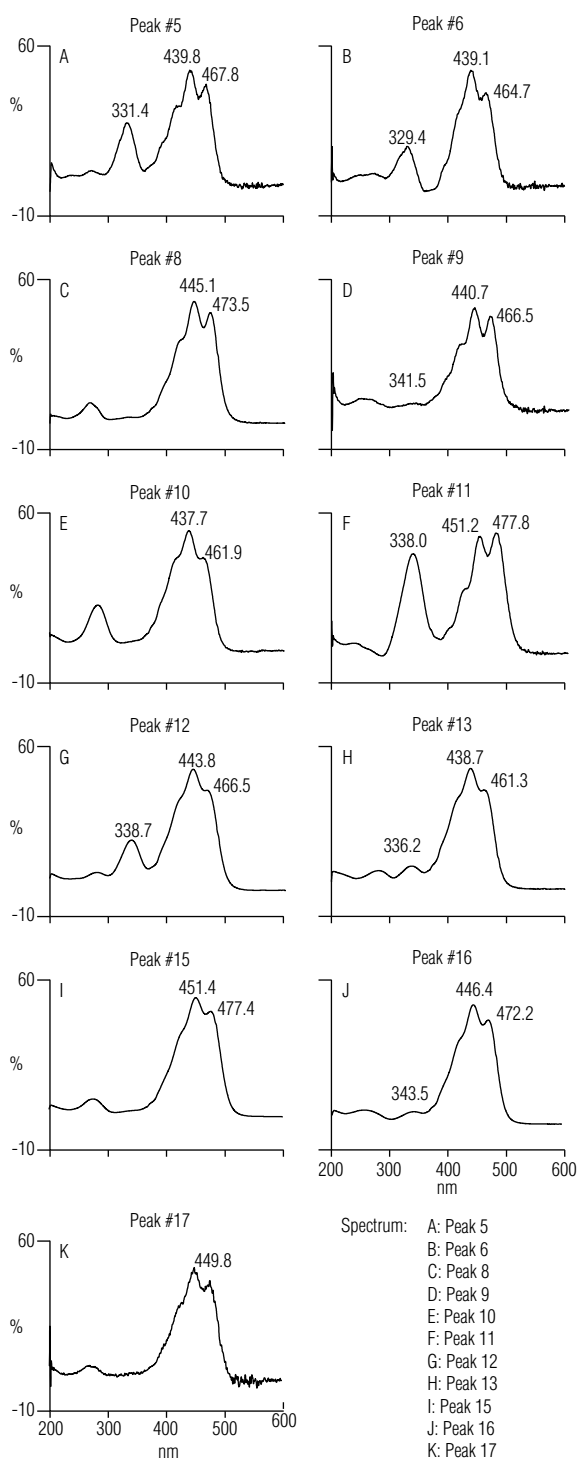 Peak #5
60
A
%
331.4
439.8
467.8
-10
Peak #6
B
329.4
439.1
464.7
Peak #8
60
C
%
445.1
473.5
-10
Peak #9
D
341.5
440.7
466.5
Peak #10
60
E
%
437.7
461.9
-10
Peak #11
F
338.0
451.2
477.8
Peak #12
60
G
%
338.7
443.8
466.5
-10
Peak #13
H
336.2
438.7
461.3
Peak #15
60
I
%
451.4
477.4
-10
Peak #16
J
343.5
446.4
472.2
200 300 400 500 600
nm
Peak #17
60
K
%
449.8
-10
200 300 400 500 600
nm
Spectrum: A: Peak 5
B: Peak 6
C: Peak 8
D: Peak 9
E: Peak 10
F: Peak 11
G: Peak 12
H: Peak 13
I: Peak 15
J: Peak 16
K: Peak 17